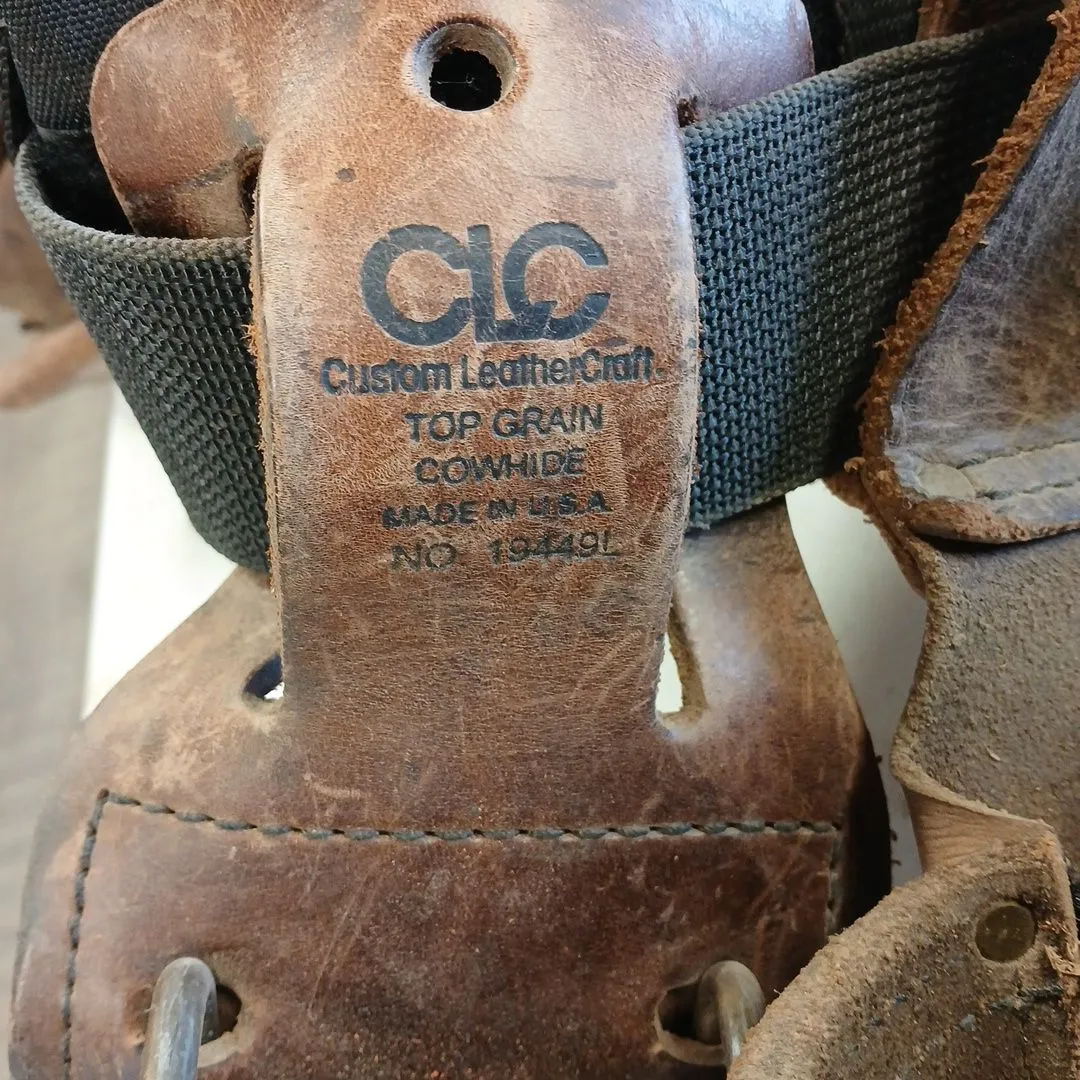 CLC
Custom LeatherCraft
TOP GRAIN
COWHIDE
MADE IN U.S.A.
NO. 19449L